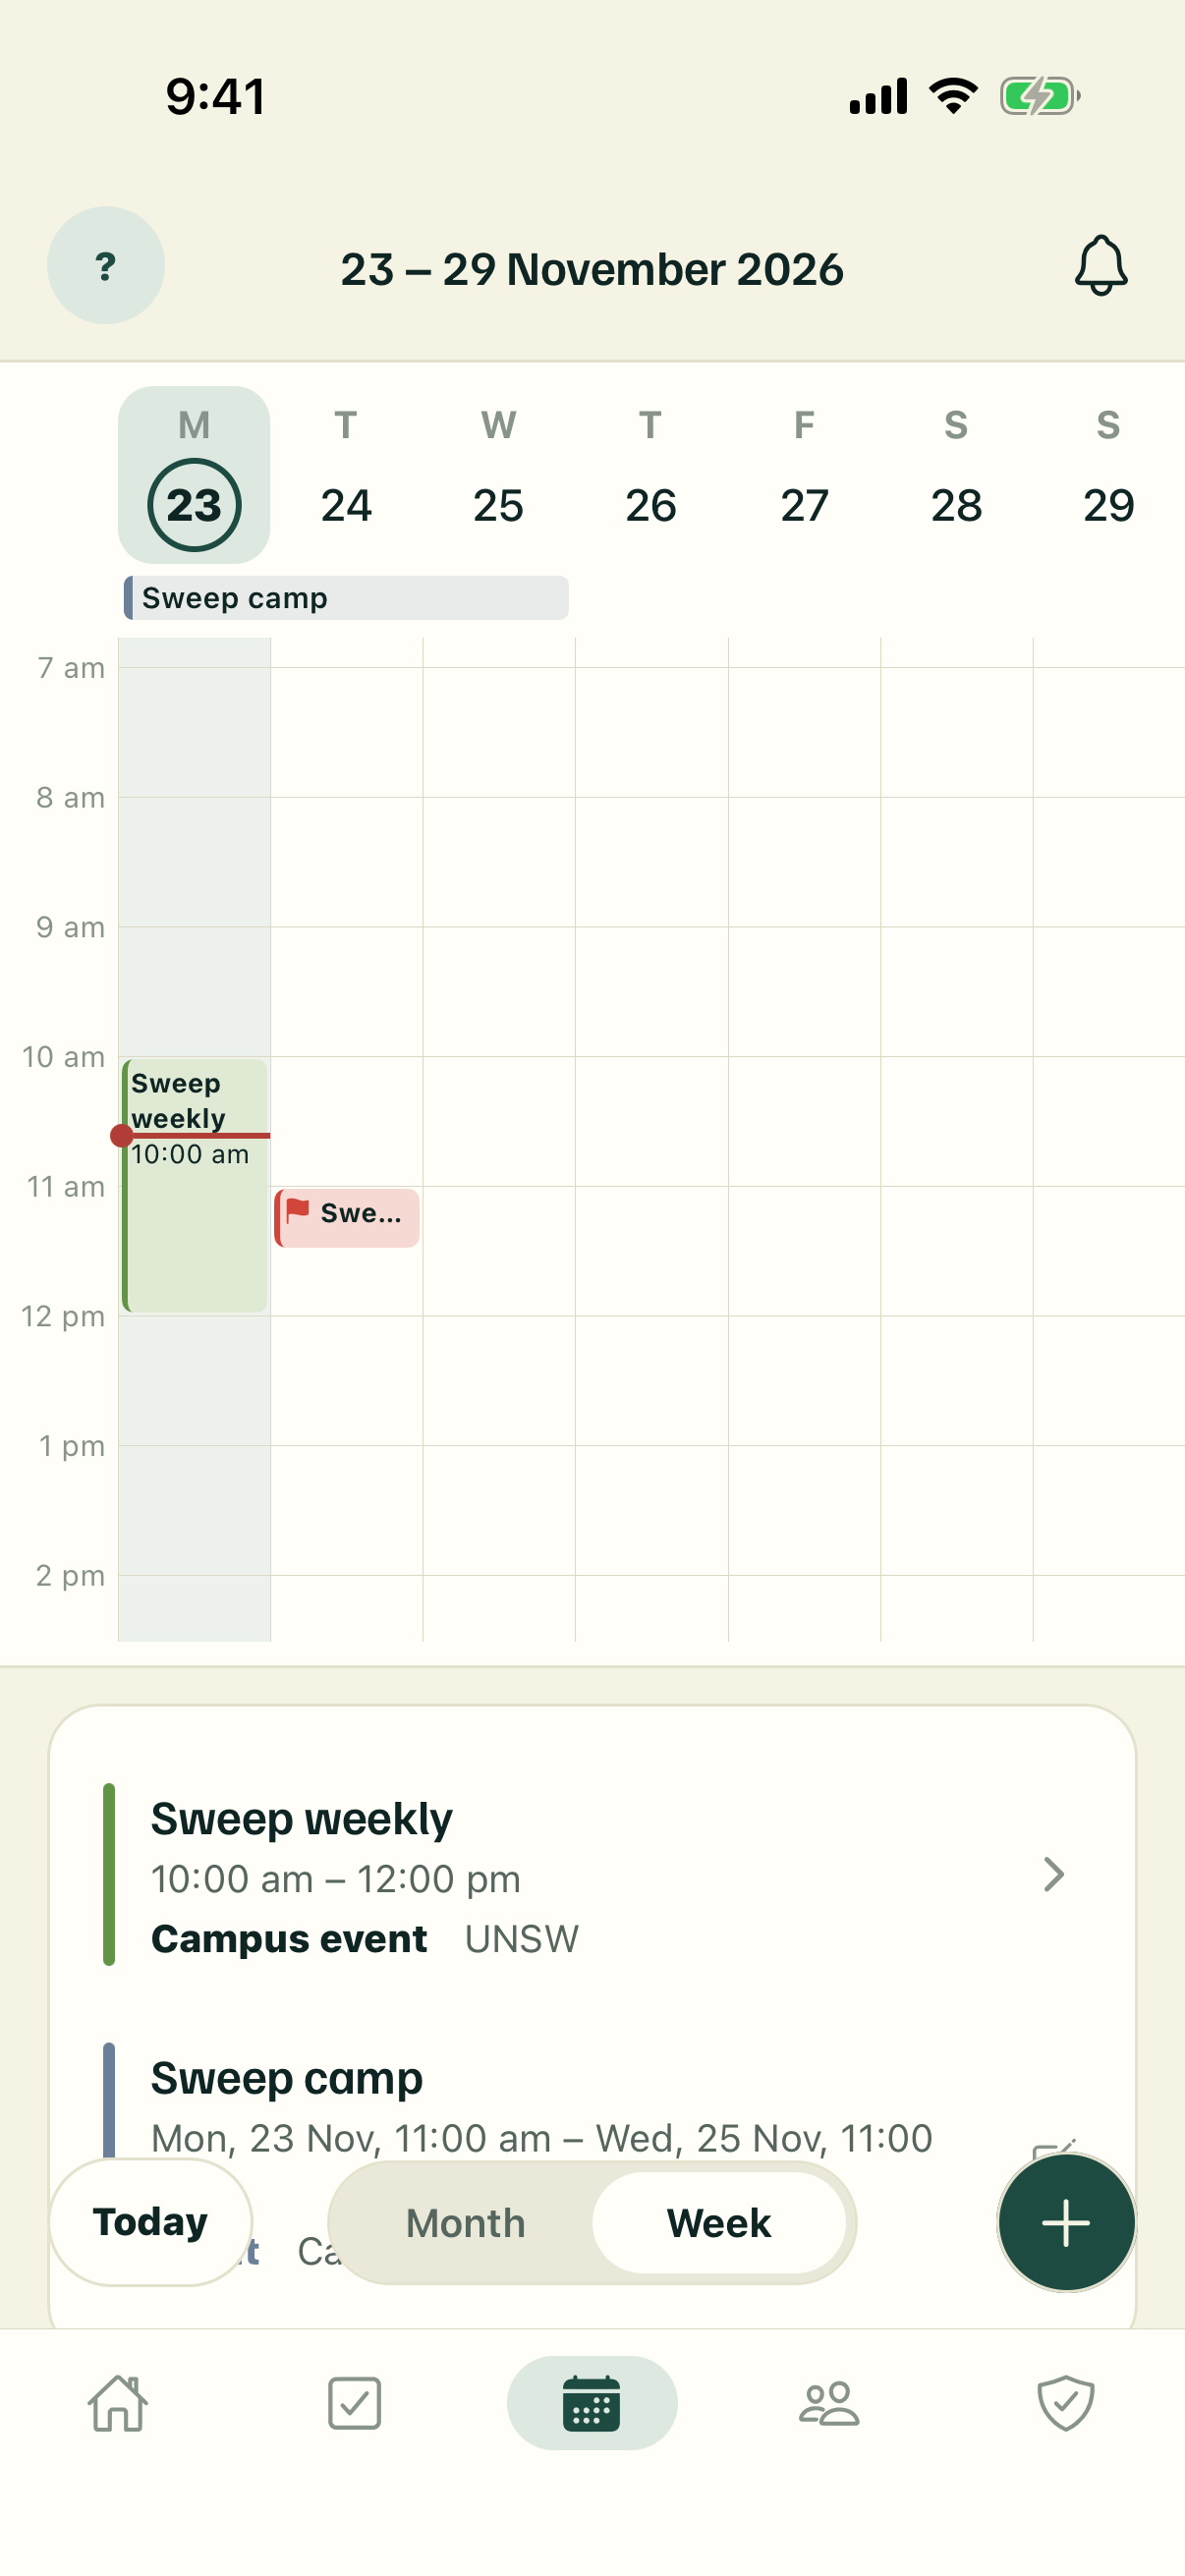 9:41
?
23 – 29 November 2026
M T W T F S S
23 24 25 26 27 28 29
Sweep camp
7 am
8 am
9 am
10 am
Sweep
weekly
10:00 am
11 am
Swe...
12 pm
1 pm
2 pm
Sweep weekly
10:00 am – 12:00 pm
Campus event UNSW
Sweep camp
Mon, 23 Nov, 11:00 am – Wed, 25 Nov, 11:00
Today
Month
Week